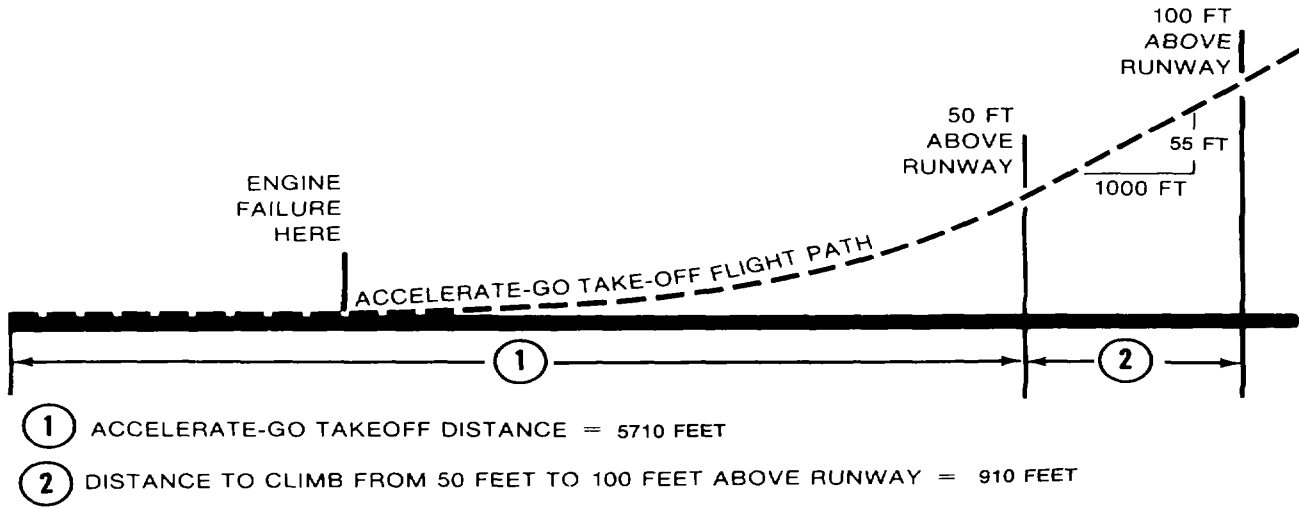 100 FT
ABOVE
RUNWAY
50 FT
ABOVE
RUNWAY
55 FT
1000 FT
ENGINE
FAILURE
HERE
ACCELERATE-GO TAKE-OFF FLIGHT PATH
1
2
1 ACCELERATE-GO TAKEOFF DISTANCE = 5710 FEET
2 DISTANCE TO CLIMB FROM 50 FEET TO 100 FEET ABOVE RUNWAY = 910 FEET